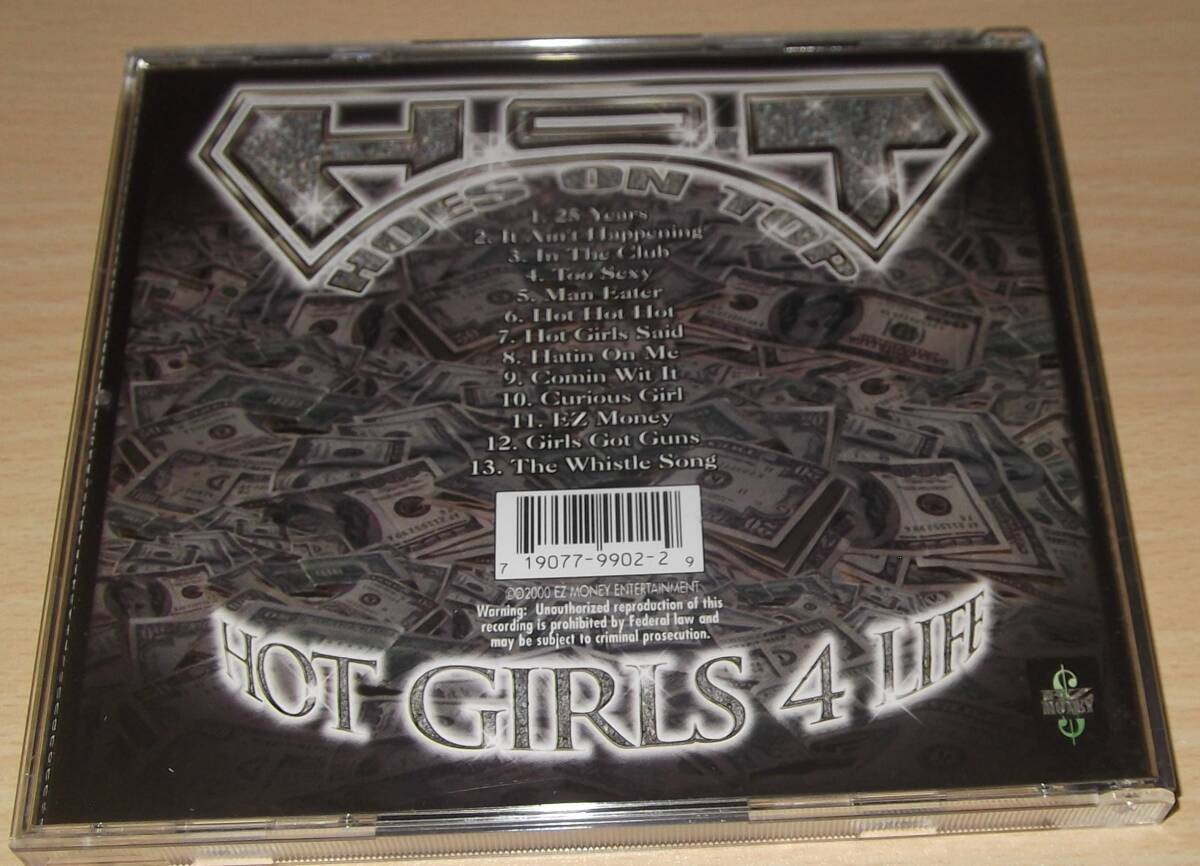 HOT
HOES ON TOP
1. 25 Years
2. It Ain't Happening
3. In The Club
4. Too Sexy
5. Man Eater
6. Hot Hot Hot
7. Hot Girls Said
8. Hatin On Me
9. Comin Wit It
10. Curious Girl
11. EZ Money
12. Girls Got Guns
13. The Whistle Song
7 19077-9902-2 9
©℗2000 EZ MONEY ENTERTAINMENT
Warning: Unauthorized reproduction of this
recording is prohibited by Federal law and
may be subject to criminal prosecution.
HOT GIRLS 4 LIFE
EZ
MONEY